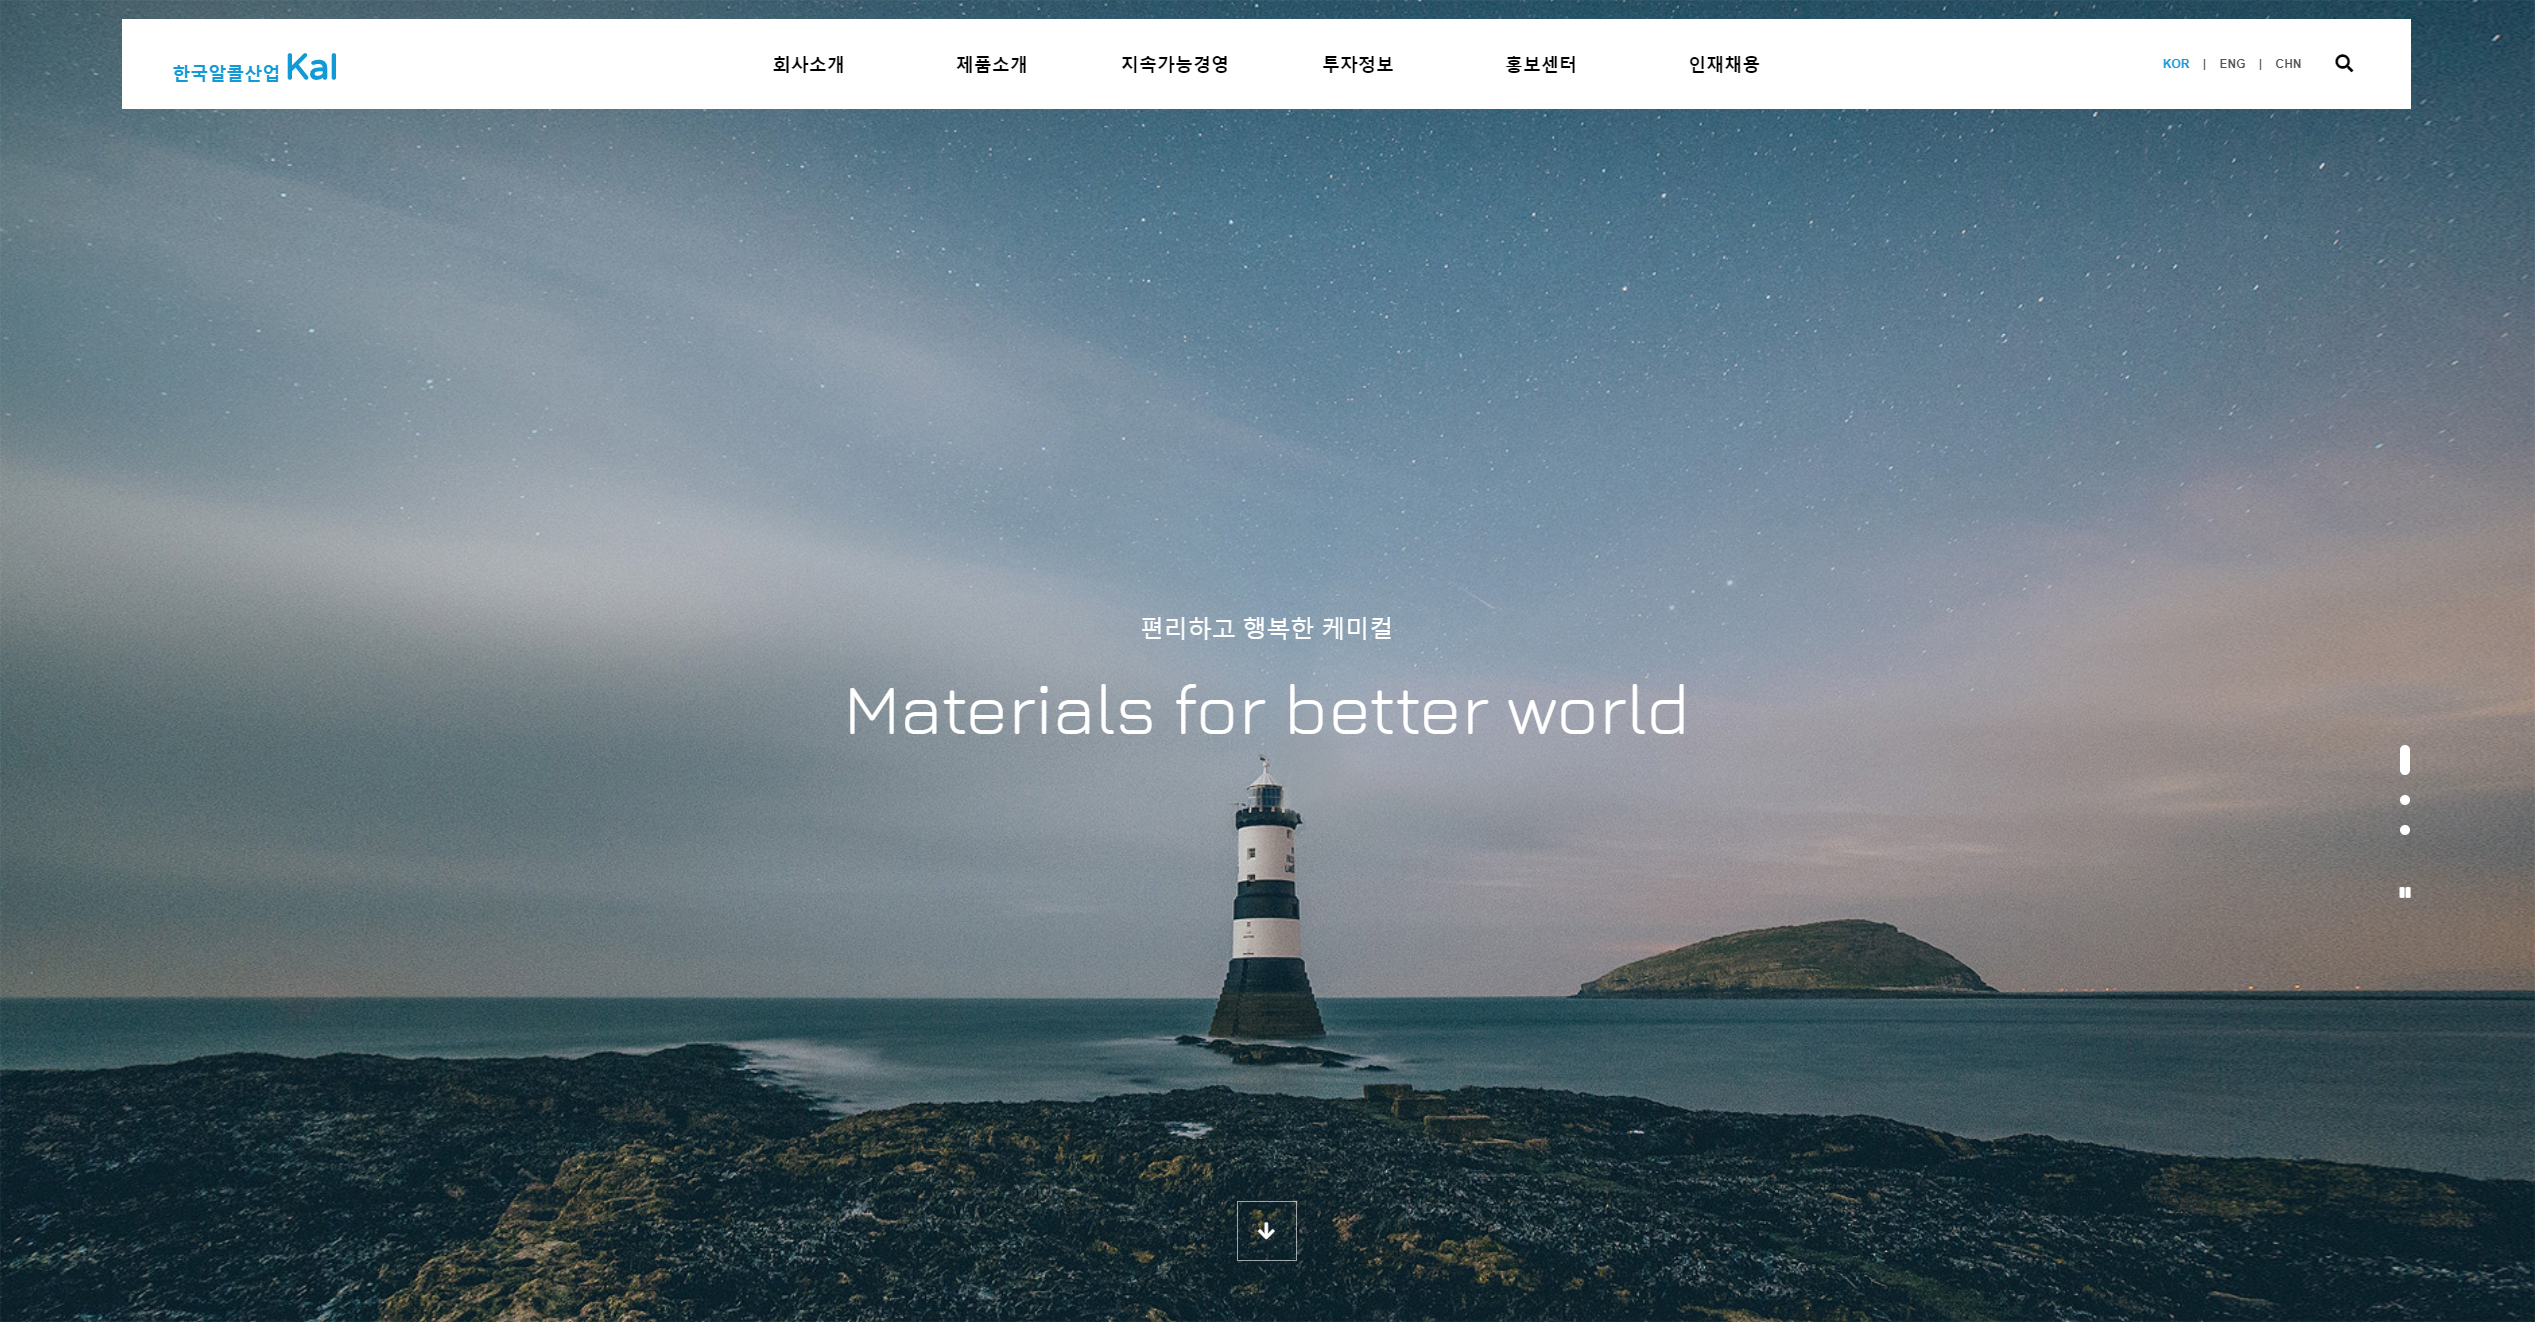 한국알콜산업 Kal
회사소개 제품소개 지속가능경영 투자정보 홍보센터 인재채용
KOR | ENG | CHN
편리하고 행복한 케미컬
Materials for better world